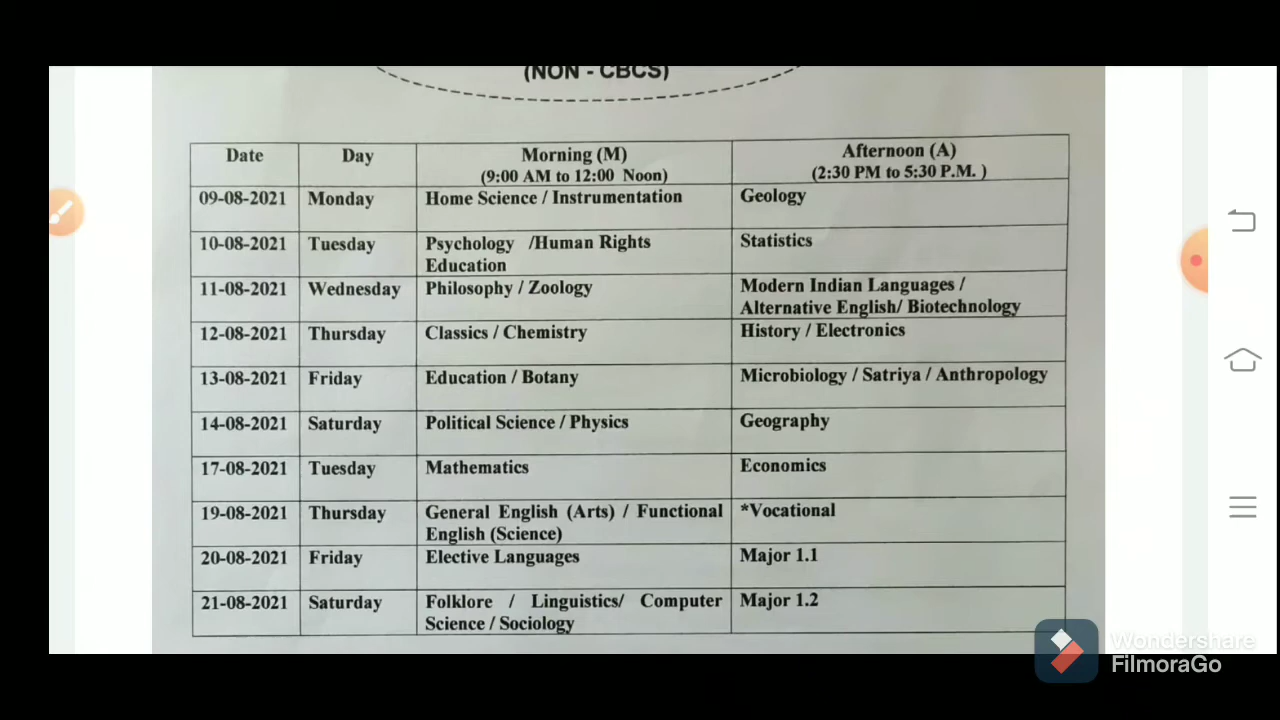 (NON - CBCS)
Date Day Morning (M) Afternoon (A)
(9:00 AM to 12:00 Noon) (2:30 PM to 5:30 P.M. )
09-08-2021 Monday Home Science / Instrumentation Geology
10-08-2021 Tuesday Psychology /Human Rights Statistics
Education
11-08-2021 Wednesday Philosophy / Zoology Modern Indian Languages /
Alternative English/ Biotechnology
12-08-2021 Thursday Classics / Chemistry History / Electronics
13-08-2021 Friday Education / Botany Microbiology / Satriya / Anthropology
14-08-2021 Saturday Political Science / Physics Geography
17-08-2021 Tuesday Mathematics Economics
19-08-2021 Thursday General English (Arts) / Functional *Vocational
English (Science)
20-08-2021 Friday Elective Languages Major 1.1
21-08-2021 Saturday Folklore / Linguistics/ Computer Major 1.2
Science / Sociology
Wondershare
FilmoraGo